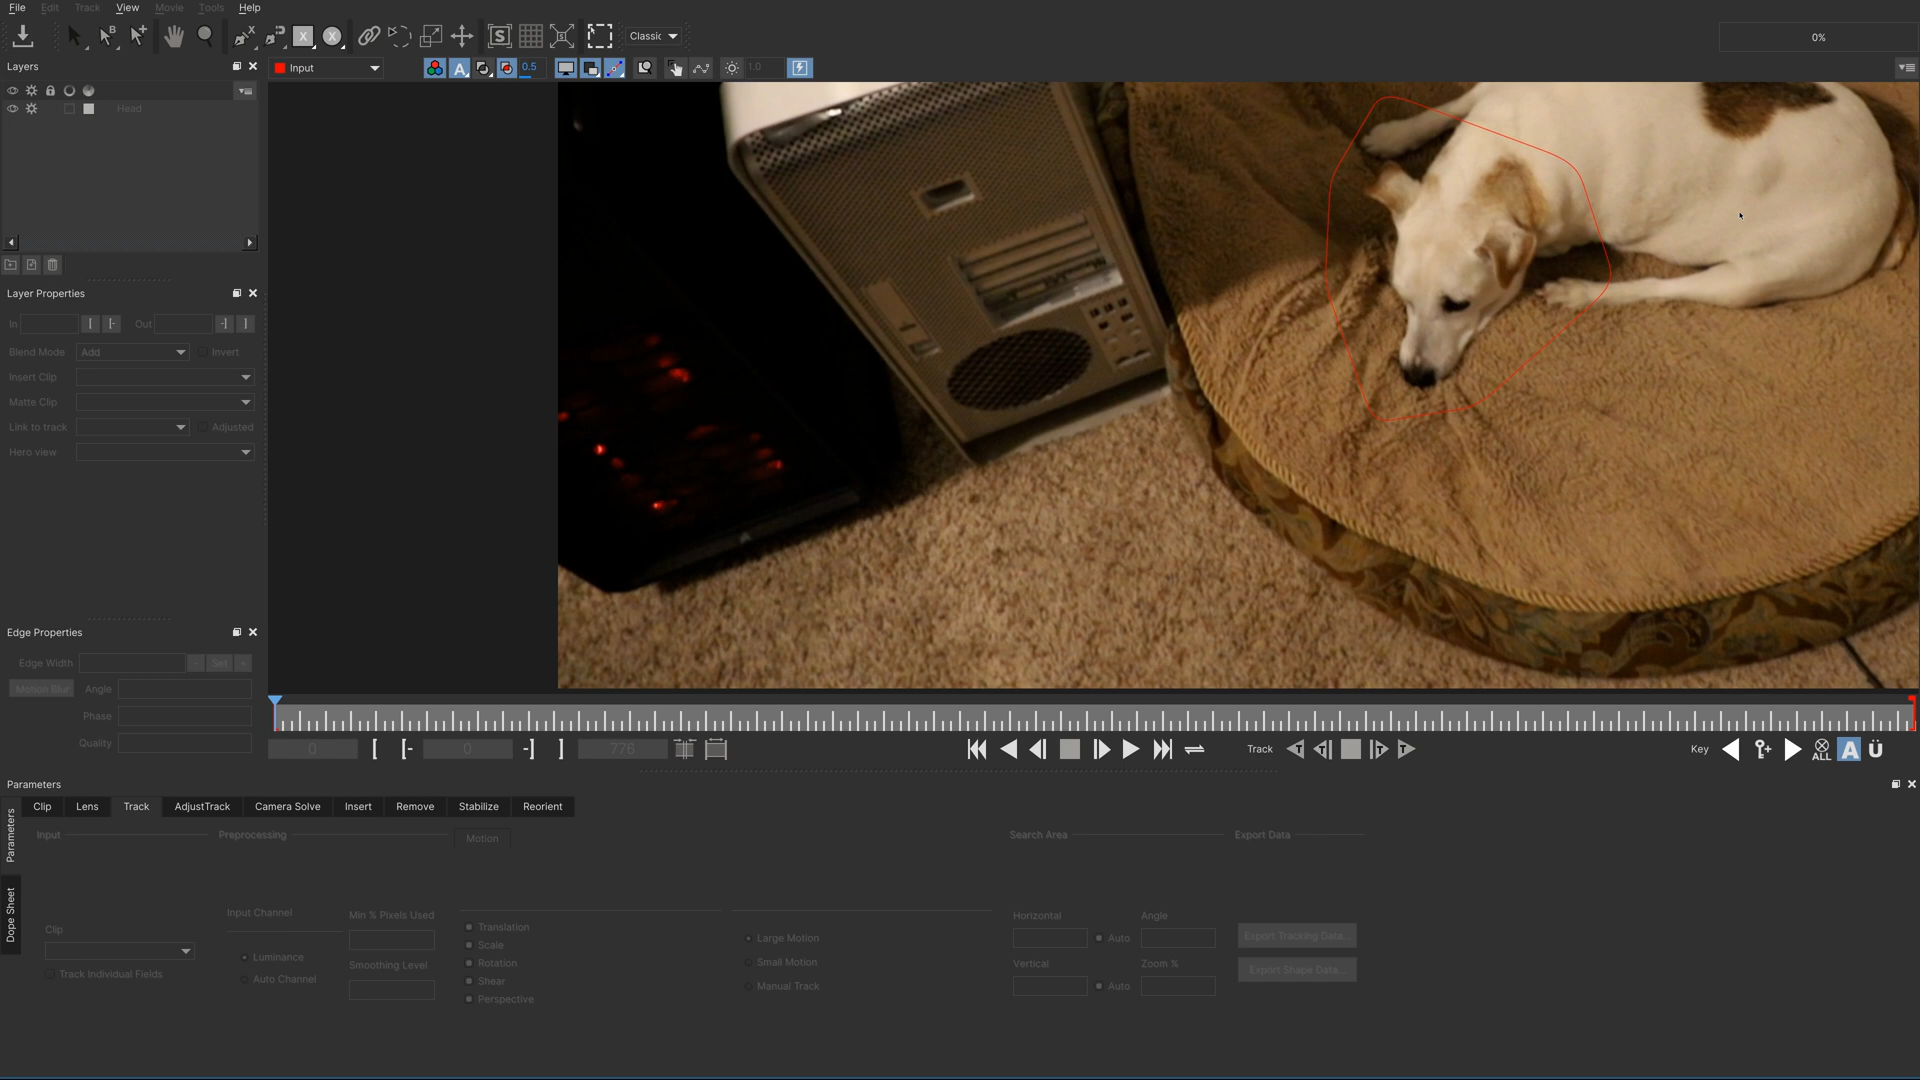 File Edit Track View Movie Tools Help
Classic
0%
Layers
Input
A
0.5
1.0
Head
Layer Properties
In Out
Blend Mode Add Invert
Insert Clip
Matte Clip
Link to track Adjusted
Hero view
Edge Properties
Edge Width - Set +
Motion Blur Angle
Phase
Quality
0 [ [- 0 -] ] 776 Track Key ALL A Ü
Parameters
Parameters
Dope Sheet
Clip Lens Track AdjustTrack Camera Solve Insert Remove Stabilize Reorient
Input Preprocessing Motion Search Area Export Data
Input Channel Min % Pixels Used Horizontal Angle
Clip Translation Large Motion Auto Export Tracking Data...
Scale
Luminance Rotation Small Motion Vertical Zoom %
Smoothing Level
Track Individual Fields Auto Channel Shear Manual Track Auto Export Shape Data...
Perspective